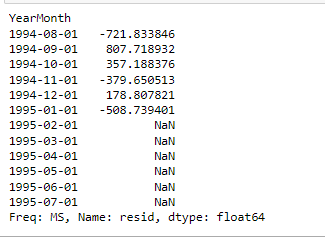 YearMonth
1994-08-01   -721.833846
1994-09-01    807.718932
1994-10-01    357.188376
1994-11-01   -379.650513
1994-12-01    178.807821
1995-01-01   -508.739401
1995-02-01           NaN
1995-03-01           NaN
1995-04-01           NaN
1995-05-01           NaN
1995-06-01           NaN
1995-07-01           NaN
Freq: MS, Name: resid, dtype: float64